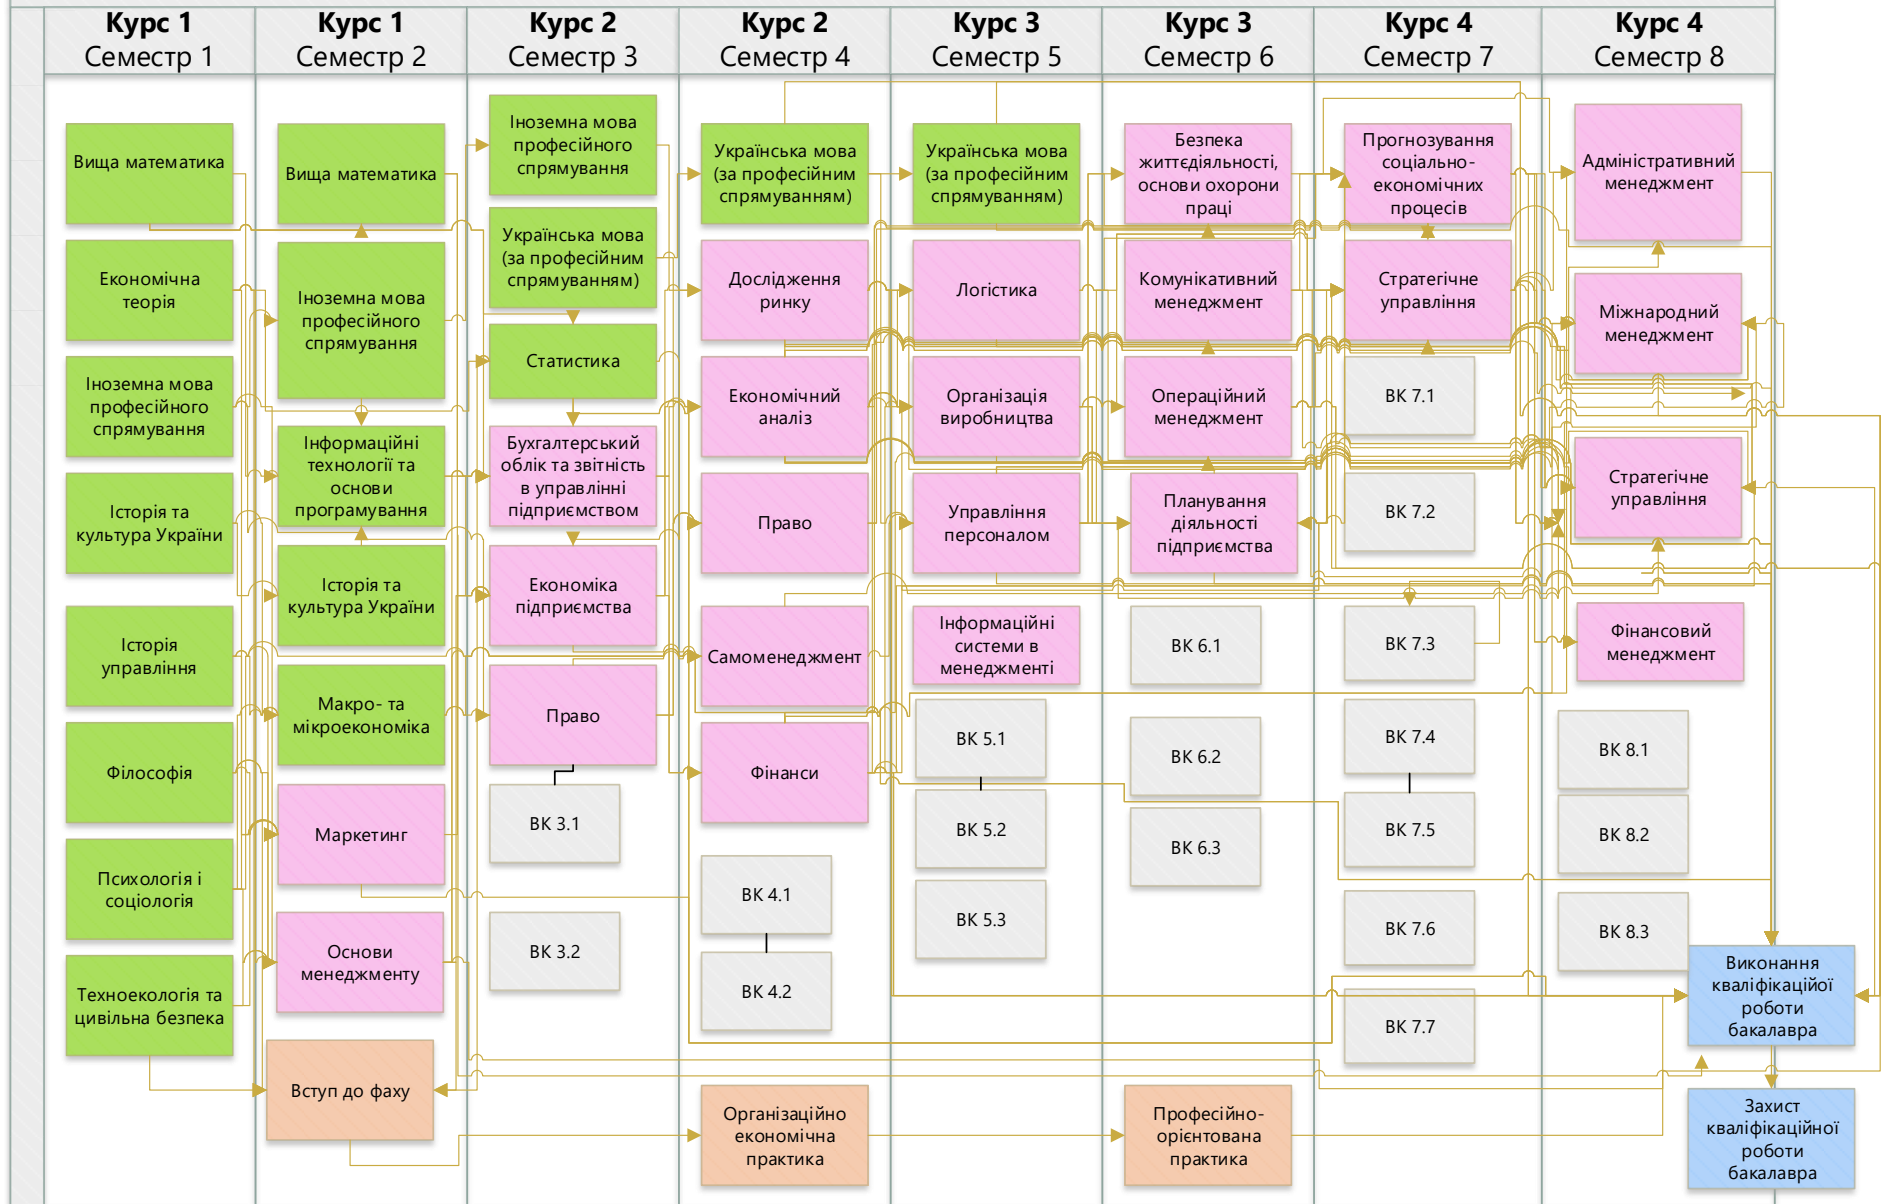 Курс 1
Семестр 1
Курс 1
Семестр 2
Курс 2
Семестр 3
Курс 2
Семестр 4
Курс 3
Семестр 5
Курс 3
Семестр 6
Курс 4
Семестр 7
Курс 4
Семестр 8
Вища математика
Економічна
теорія
Іноземна мова
професійного
спрямування
Історія та
культура України
Історія
управління
Філософія
Психологія і
соціологія
Техноекологія та
цивільна безпека
Вища математика
Іноземна мова
професійного
спрямування
Інформаційні
технології та
основи
програмування
Історія та
культура України
Макро- та
мікроекономіка
Маркетинг
Основи
менеджменту
Вступ до фаху
Іноземна мова
професійного
спрямування
Українська мова
(за професійним
спрямуванням)
Статистика
Бухгалтерський
облік та звітність
в управлінні
підприємством
Економіка
підприємства
Право
ВК 3.1
ВК 3.2
Українська мова
(за професійним
спрямуванням)
Дослідження
ринку
Економічний
аналіз
Право
Самоменеджмент
Фінанси
ВК 4.1
ВК 4.2
Організаційно
економічна
практика
Українська мова
(за професійним
спрямуванням)
Логістика
Організація
виробництва
Управління
персоналом
Інформаційні
системи в
менеджменті
ВК 5.1
ВК 5.2
ВК 5.3
Безпека
життєдіяльності,
основи охорони
праці
Комунікативний
менеджмент
Операційний
менеджмент
Планування
діяльності
підприємства
ВК 6.1
ВК 6.2
ВК 6.3
Професійно-
орієнтована
практика
Прогнозування
соціально-
економічних
процесів
Стратегічне
управління
ВК 7.1
ВК 7.2
ВК 7.3
ВК 7.4
ВК 7.5
ВК 7.6
ВК 7.7
Адміністративний
менеджмент
Міжнародний
менеджмент
Стратегічне
управління
Фінансовий
менеджмент
ВК 8.1
ВК 8.2
ВК 8.3
Виконання
кваліфікаційої
роботи
бакалавра
Захист
кваліфікаційної
роботи
бакалавра